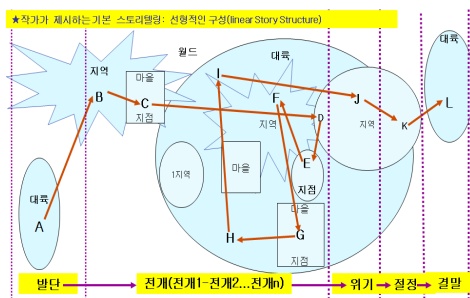 ★작가가 제시하는기본 스토리텔링: 선형적인 구성(linear Story Structure)
월드
대륙
대륙
지역
마을
I
B
C
F
J
L
지점
D
지역
지역
K
E
1지역
마을
지점
대륙
마을
A
H
G
지점
발단
전개(전개1-전개2...전개n)
위기
절정
결말